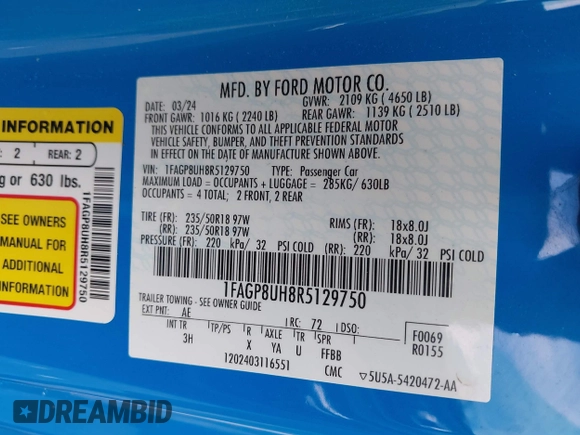 MFD. BY FORD MOTOR CO.
DATE: 03/24 GVWR: 2109 KG ( 4650 LB)
FRONT GAWR: 1016 KG ( 2240 LB) REAR GAWR: 1139 KG ( 2510 LB)
THIS VEHICLE CONFORMS TO ALL APPLICABLE FEDERAL MOTOR
VEHICLE SAFETY, BUMPER, AND THEFT PREVENTION STANDARDS
IN EFFECT ON THE DATE OF MANUFACTURE SHOWN ABOVE.
VIN: 1FAGP8UH8R5129750 TYPE: Passenger Car
MAXIMUM LOAD = OCCUPANTS + LUGGAGE = 285KG/ 630LB
OCCUPANTS = 4 TOTAL; 2 FRONT, 2 REAR
TIRE (FR): 235/50R18 97W RIMS (FR): 18x8.0J
(RR): 235/50R18 97W (RR): 18x8.0J
PRESSURE (FR): 220 kPa/ 32 PSI COLD (RR): 220 kPa/ 32 PSI COLD
1FAGP8UH8R5129750
TRAILER TOWING - SEE OWNER GUIDE
EXT PNT: AE RC: 72 DSO: F0069
INT TR TP/PS R AXLE TR SPR R0155
3H X YA U FFBB
1202403116551 CMC 5U5A-5420472-AA
INFORMATION
2 REAR: 2
g or 630 lbs.
SEE OWNERS
MANUAL FOR
ADDITIONAL
INFORMATION
1FAGP8UH8R5129750
DREAMBID